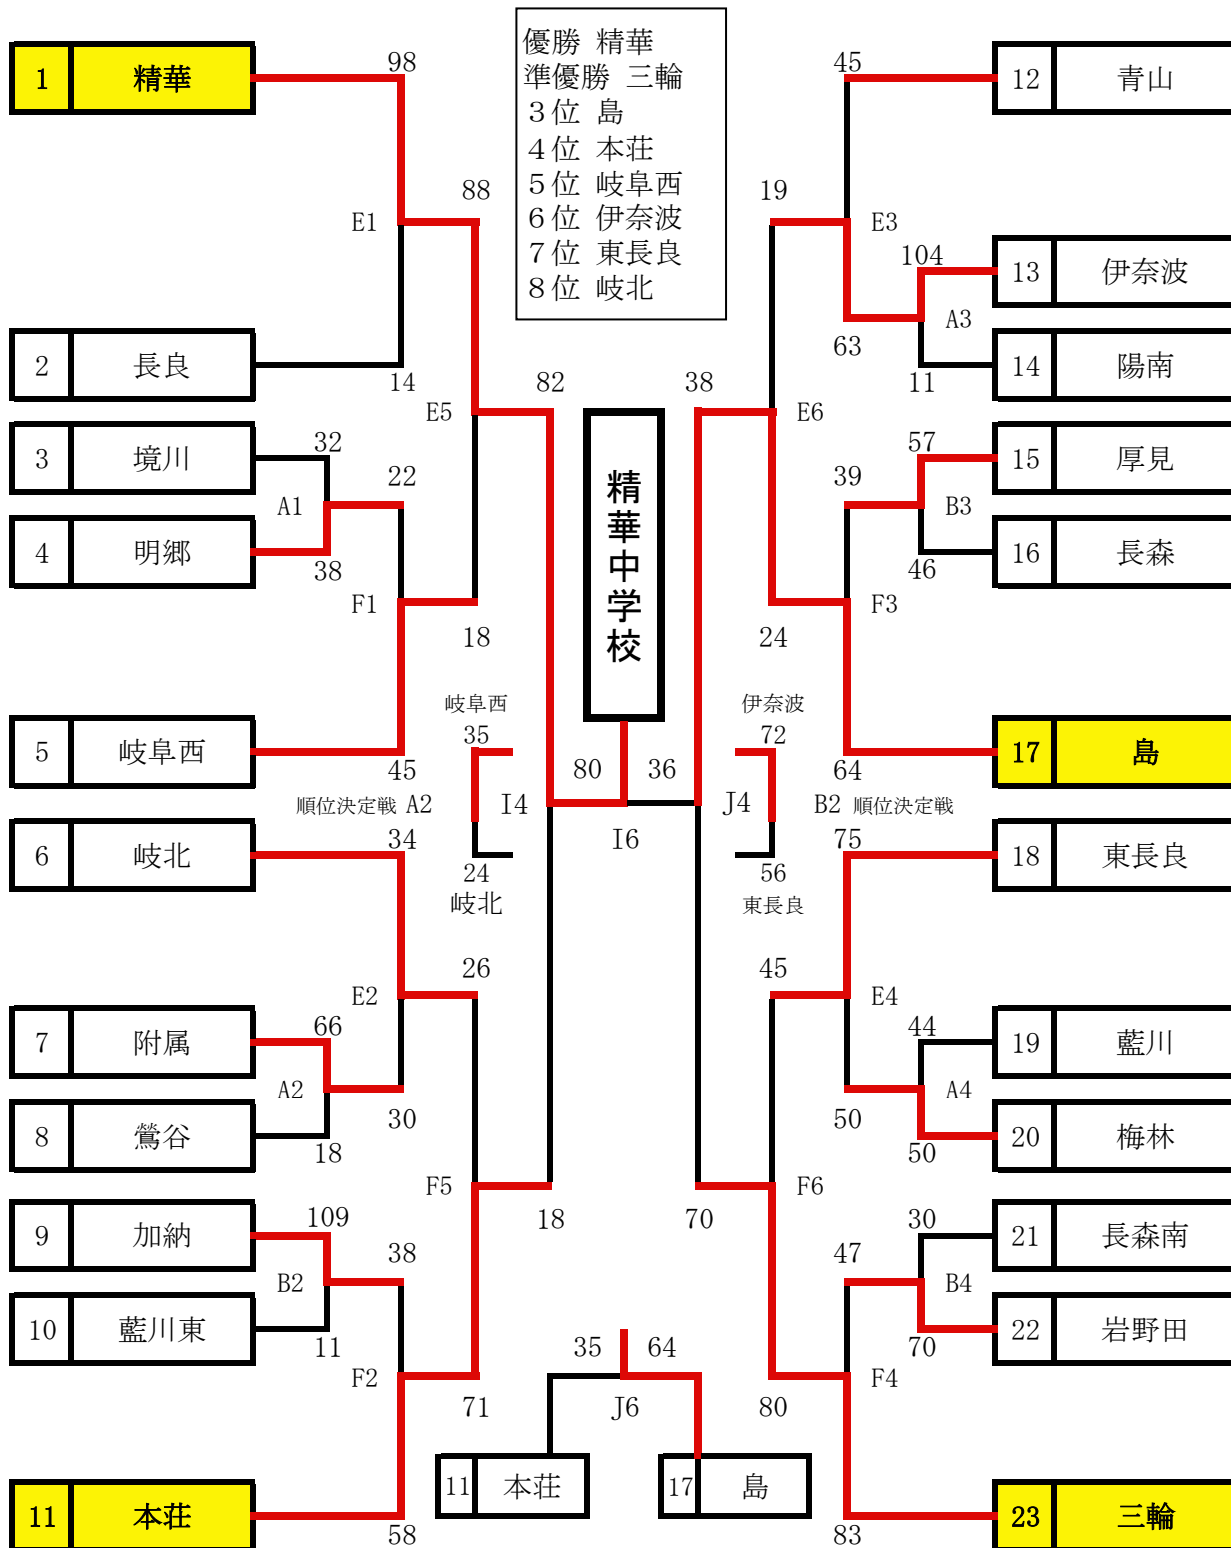 優勝 精華
準優勝 三輪
３位 島
４位 本荘
５位 岐阜西
６位 伊奈波
７位 東長良
８位 岐北
1 精華
98
88
E1
2 長良
14
82
E5
3 境川
32
22
A1
4 明郷
38
F1
18
5 岐阜西
45
順位決定戦 A2
岐阜西
35
I4
24
岐北
6 岐北
34
26
E2
7 附属
66
A2
8 鶯谷
18
30
F5
18
9 加納
109
38
B2
10 藍川東
11
F2
71
11 本荘
58
精華中学校
80 36
I6
35 64
J6
11 本荘
17 島
45
12 青山
19
E3
104
13 伊奈波
A3
63
14 陽南
11
38
E6
57
15 厚見
39
B3
16 長森
46
F3
24
17 島
64
B2 順位決定戦
伊奈波
72
J4
56
東長良
75
18 東長良
45
E4
44
19 藍川
A4
50
20 梅林
50
F6
70
30
21 長森南
47
B4
22 岩野田
70
F4
80
23 三輪
83